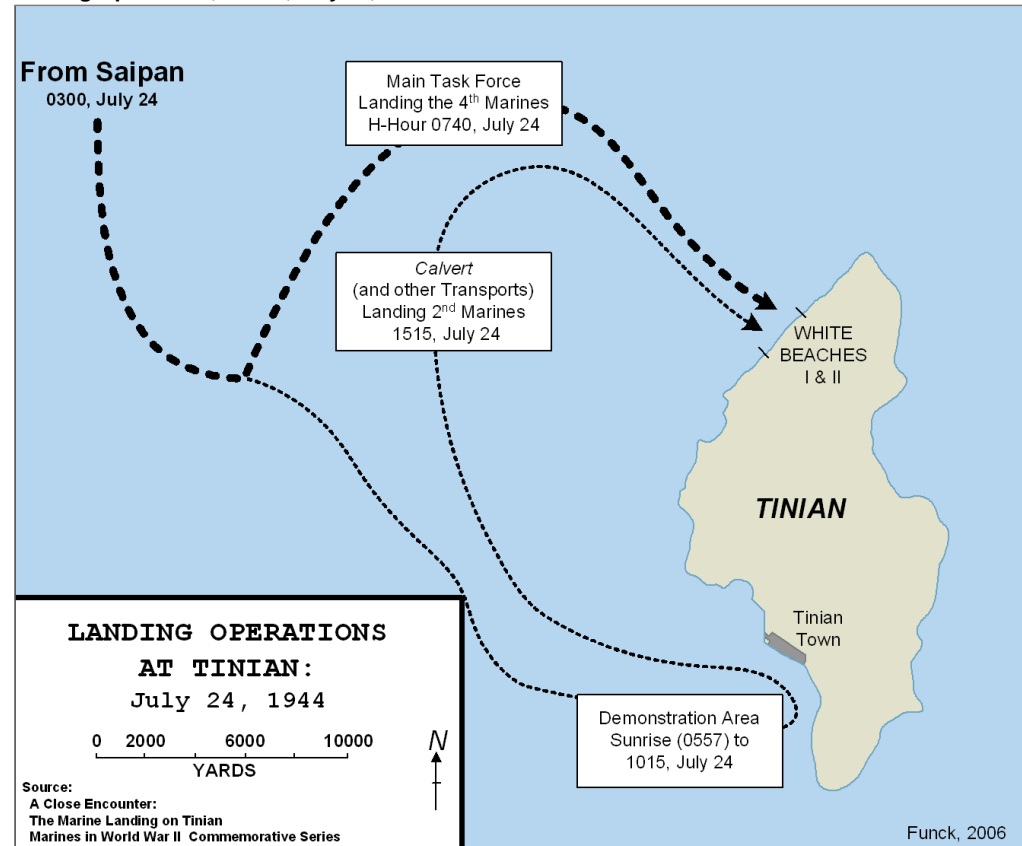 From Saipan
0300, July 24
Main Task Force
Landing the 4th Marines
H-Hour 0740, July 24
Calvert
(and other Transports)
Landing 2nd Marines
1515, July 24
WHITE
BEACHES
I & II
TINIAN
Tinian
Town
Demonstration Area
Sunrise (0557) to
1015, July 24
LANDING OPERATIONS
AT TINIAN:
July 24, 1944
0 2000 6000 10000
YARDS
N
Source:
A Close Encounter:
The Marine Landing on Tinian
Marines in World War II Commemorative Series
Funck, 2006